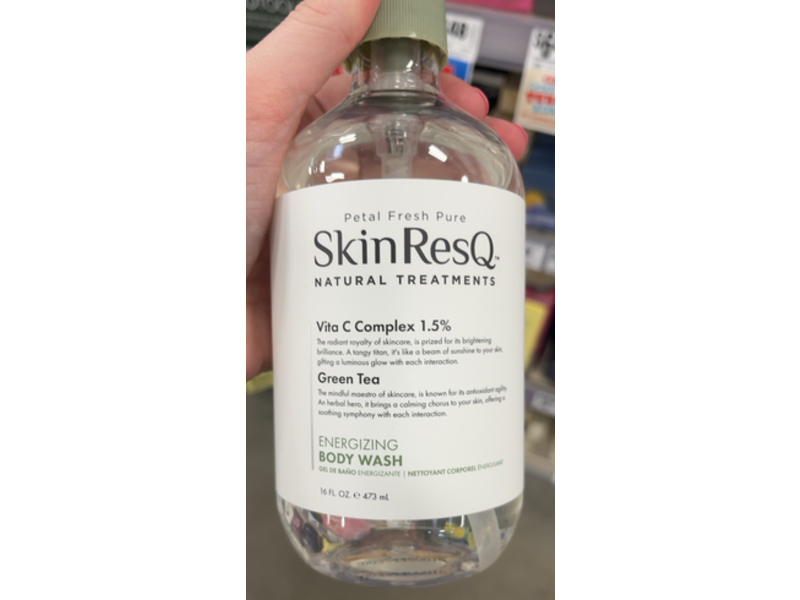 Petal Fresh Pure
SkinResQ™
NATURAL TREATMENTS
Vita C Complex 1.5%
The radiant royalty of skincare, is prized for its brightening
brilliance. A tangy titan, it's like a beam of sunshine to your skin,
gifting a luminous glow with each interaction.
Green Tea
The mindful maestro of skincare, is known for its antioxidant agility.
An herbal hero, it brings a calming chorus to your skin, offering a
soothing symphony with each interaction.
ENERGIZING
BODY WASH
GEL DE BAÑO ENERGIZANTE | NETTOYANT CORPOREL ÉNERGISANT
16 FL. OZ. ℮ 473 mL